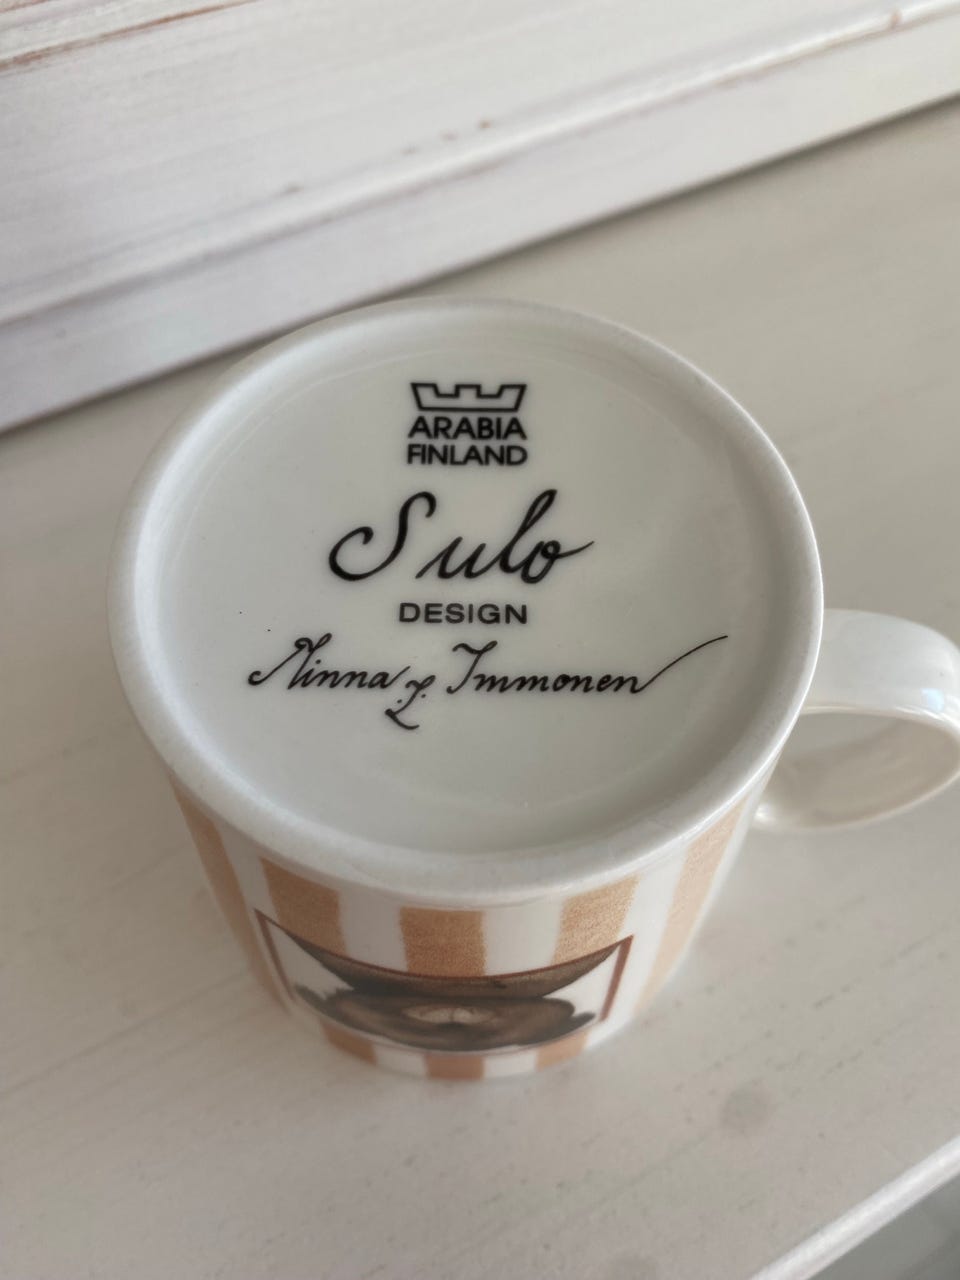 ARABIA
FINLAND
Sulo
DESIGN
Minna L. Immonen